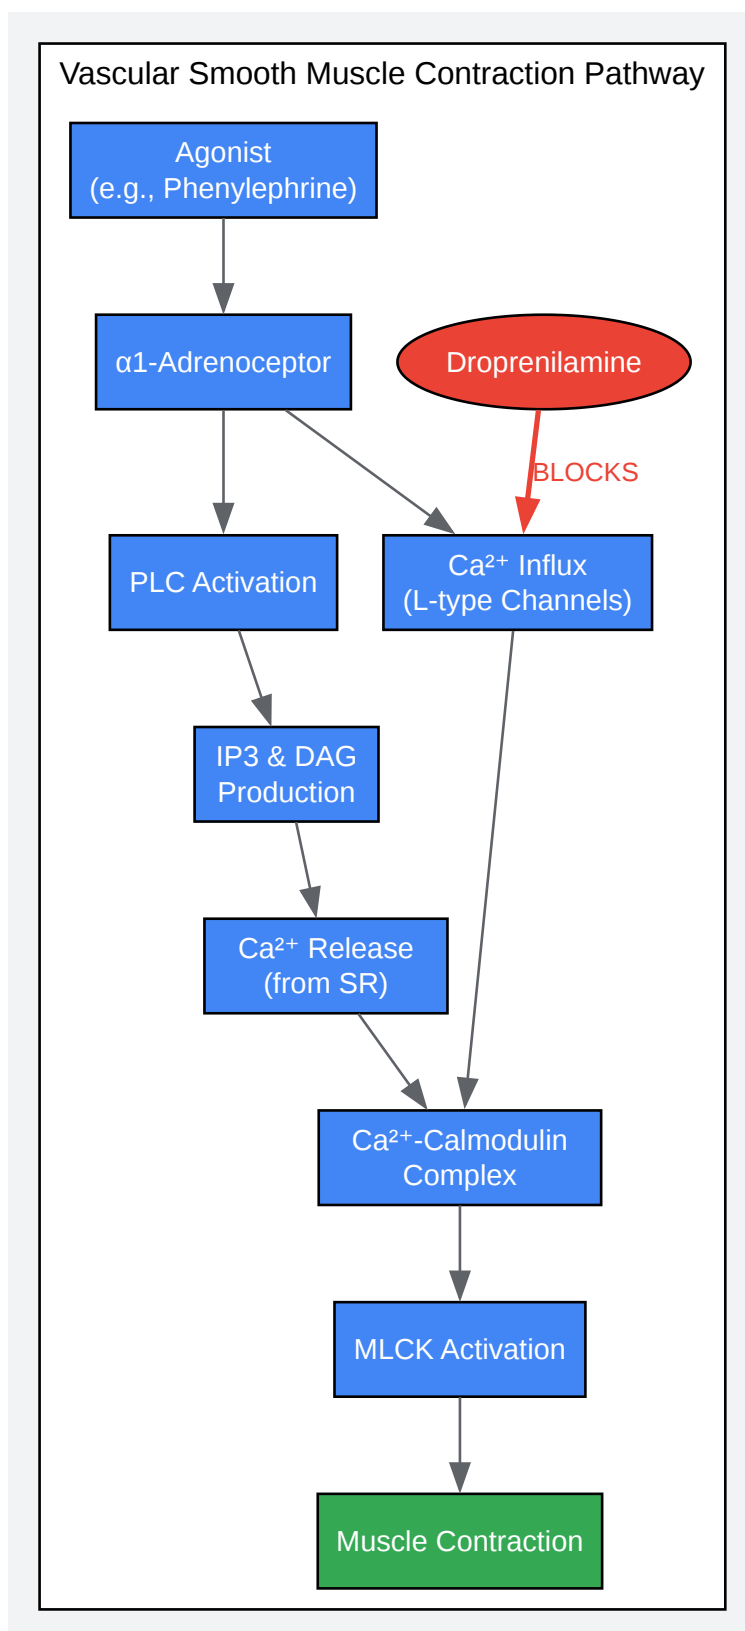 Vascular Smooth Muscle Contraction Pathway
Agonist
(e.g., Phenylephrine)
α1-Adrenoceptor
Droprenilamine
BLOCKS
PLC Activation
Ca²⁺ Influx
(L-type Channels)
IP3 & DAG
Production
Ca²⁺ Release
(from SR)
Ca²⁺-Calmodulin
Complex
MLCK Activation
Muscle Contraction